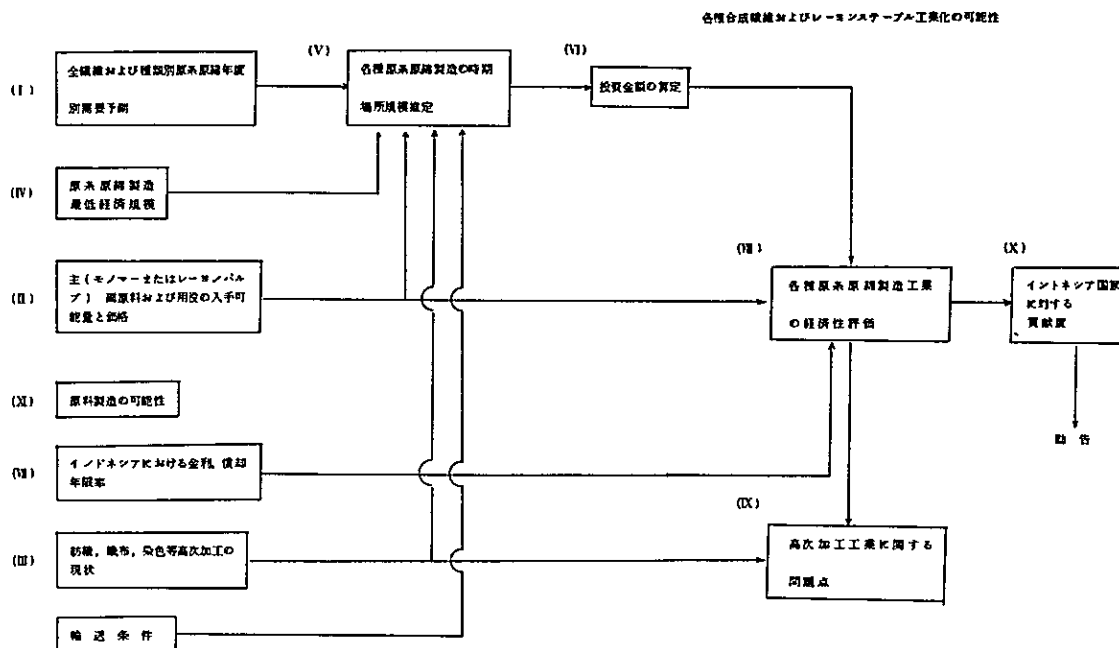 各種合成繊維およびレーヨンステープル工業化の可能性
(I)
全繊維および種類別原糸原綿年度
別需要予測
(V)
各種原糸原綿製造の時期
場所規模推定
(VI)
投資金額の算定
(IV)
原糸原綿製造
最低経済規模
(II)
主(モノマーまたはレーヨンパル
プ) 副原料および用役の入手可
能量と価格
(VIII)
各種原糸原綿製造工業
の経済性評価
(X)
インドネシア国家
に対する
貢献度
(XI)
原料製造の可能性
勧告
(VII)
インドネシアにおける金利,償却
年限率
(III)
紡績,織布,染色等高次加工の
現状
(IX)
高次加工工業に関する
問題点
輸送条件